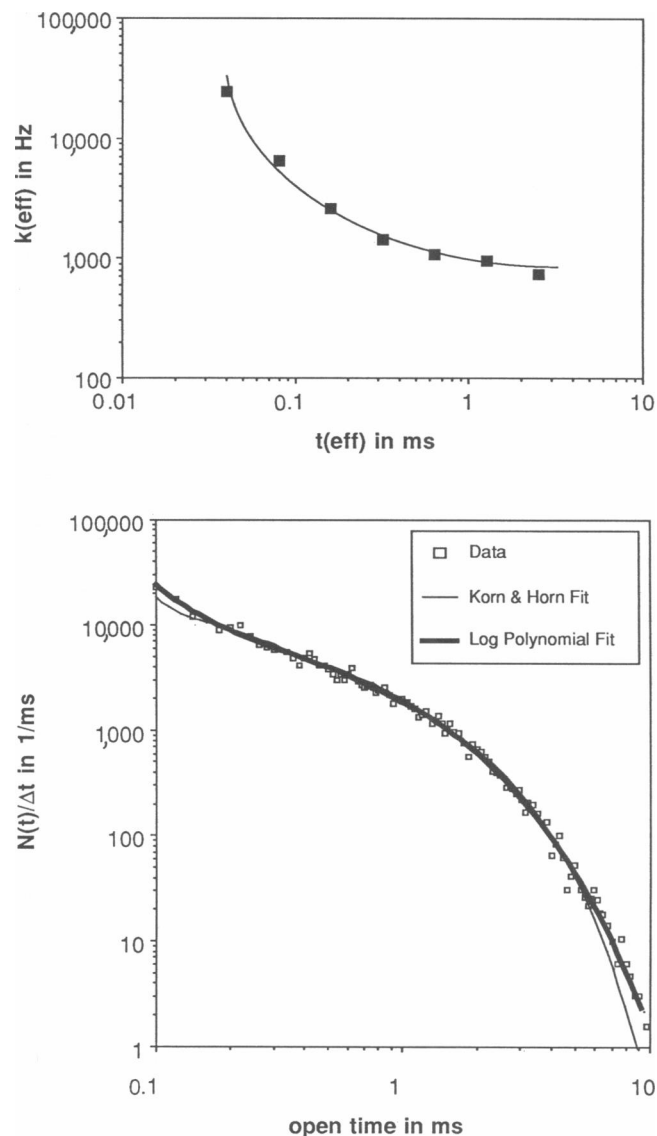 100,000
10,000
1,000
100
k(eff) in Hz
0.01
0.1
1
10
t(eff) in ms
100,000
10,000
1,000
100
10
1
N(t)/Δt in 1/ms
Data
Korn & Horn Fit
Log Polynomial Fit
0.1
1
10
open time in ms